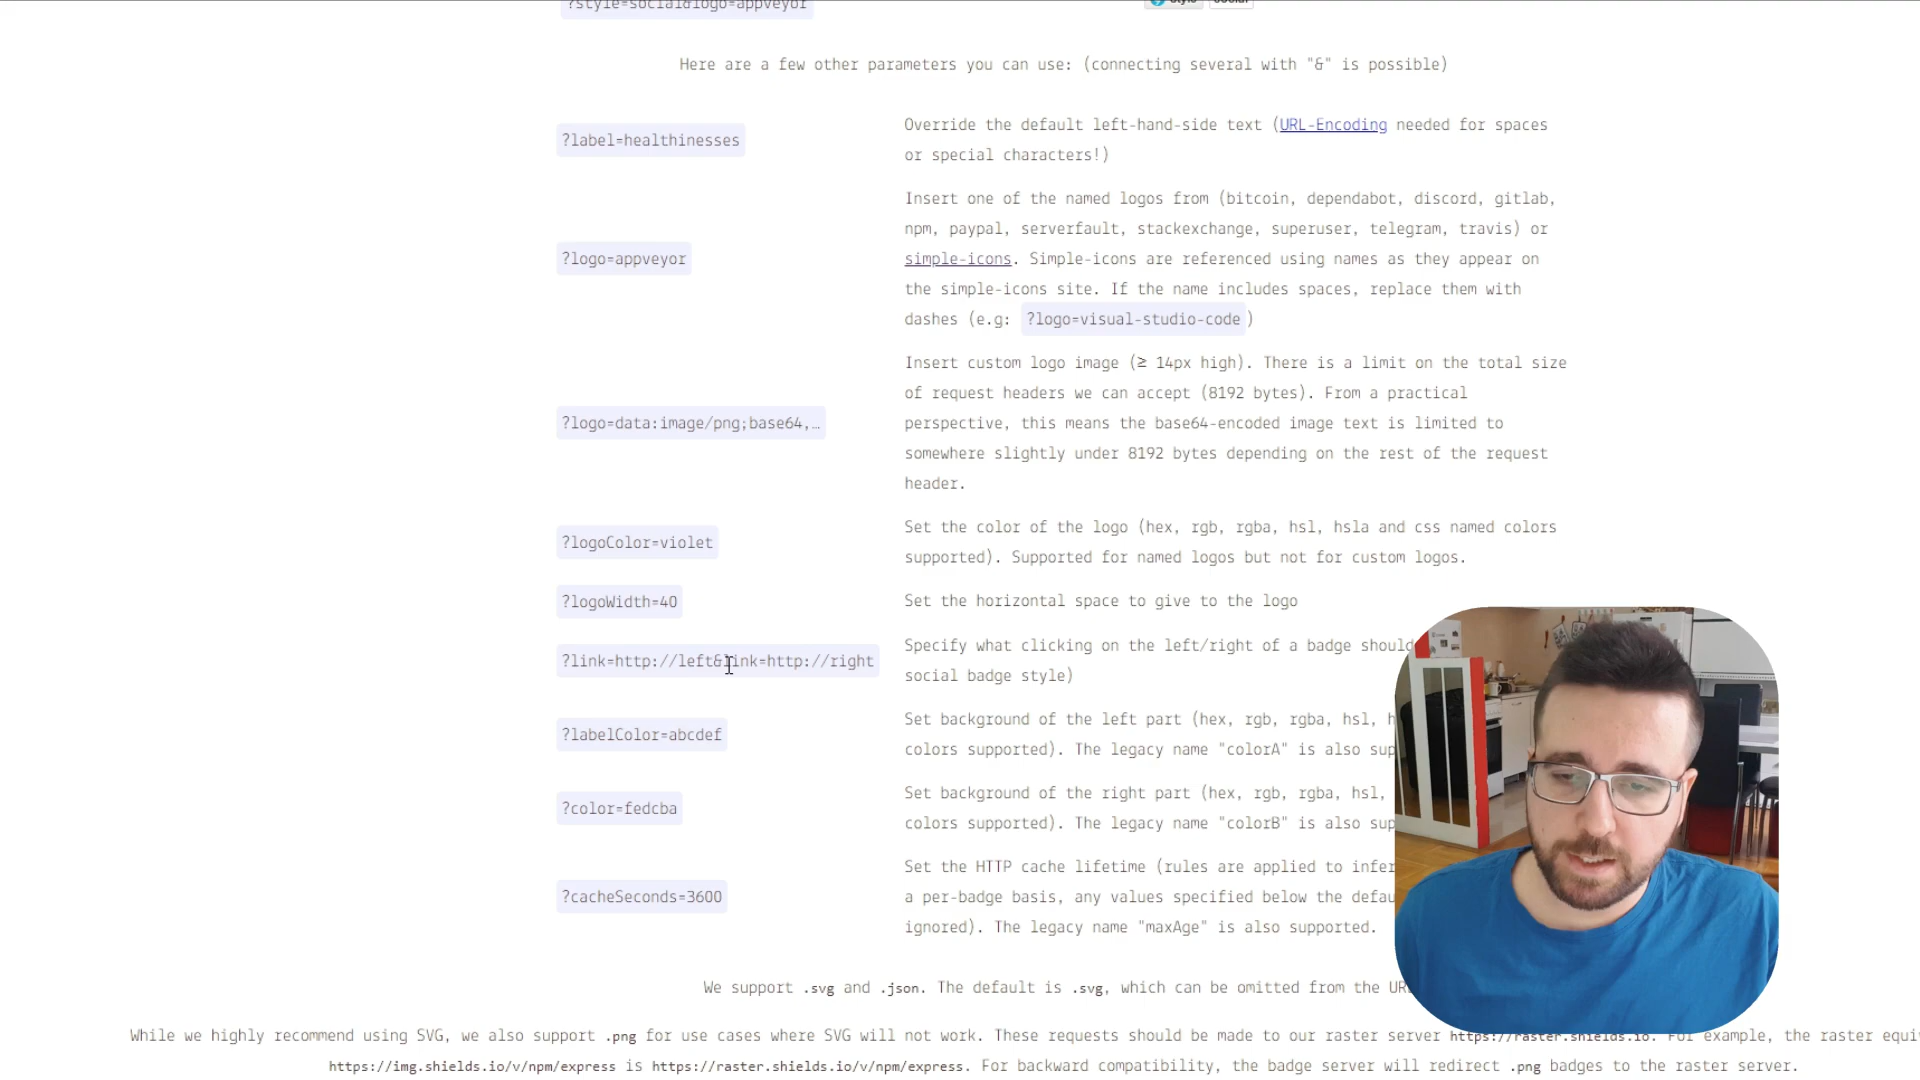 ?style=social&logo=appveyor
style social
Here are a few other parameters you can use: (connecting several with "&" is possible)
?label=healthinesses
Override the default left-hand-side text (URL-Encoding needed for spaces
or special characters!)
?logo=appveyor
Insert one of the named logos from (bitcoin, dependabot, discord, gitlab,
npm, paypal, serverfault, stackexchange, superuser, telegram, travis) or
simple-icons. Simple-icons are referenced using names as they appear on
the simple-icons site. If the name includes spaces, replace them with
dashes (e.g: ?logo=visual-studio-code)
?logo=data:image/png;base64,…
Insert custom logo image (≥ 14px high). There is a limit on the total size
of request headers we can accept (8192 bytes). From a practical
perspective, this means the base64-encoded image text is limited to
somewhere slightly under 8192 bytes depending on the rest of the request
header.
?logoColor=violet
Set the color of the logo (hex, rgb, rgba, hsl, hsla and css named colors
supported). Supported for named logos but not for custom logos.
?logoWidth=40
Set the horizontal space to give to the logo
?link=http://left&link=http://right
Specify what clicking on the left/right of a badge should
social badge style)
?labelColor=abcdef
Set background of the left part (hex, rgb, rgba, hsl, h
colors supported). The legacy name "colorA" is also sup
?color=fedcba
Set background of the right part (hex, rgb, rgba, hsl,
colors supported). The legacy name "colorB" is also sup
?cacheSeconds=3600
Set the HTTP cache lifetime (rules are applied to infer
a per-badge basis, any values specified below the defau
ignored). The legacy name "maxAge" is also supported.
We support .svg and .json. The default is .svg, which can be omitted from the UR
While we highly recommend using SVG, we also support .png for use cases where SVG will not work. These requests should be made to our raster server https://raster.shields.io. For example, the raster equi
https://img.shields.io/v/npm/express is https://raster.shields.io/v/npm/express. For backward compatibility, the badge server will redirect .png badges to the raster server.